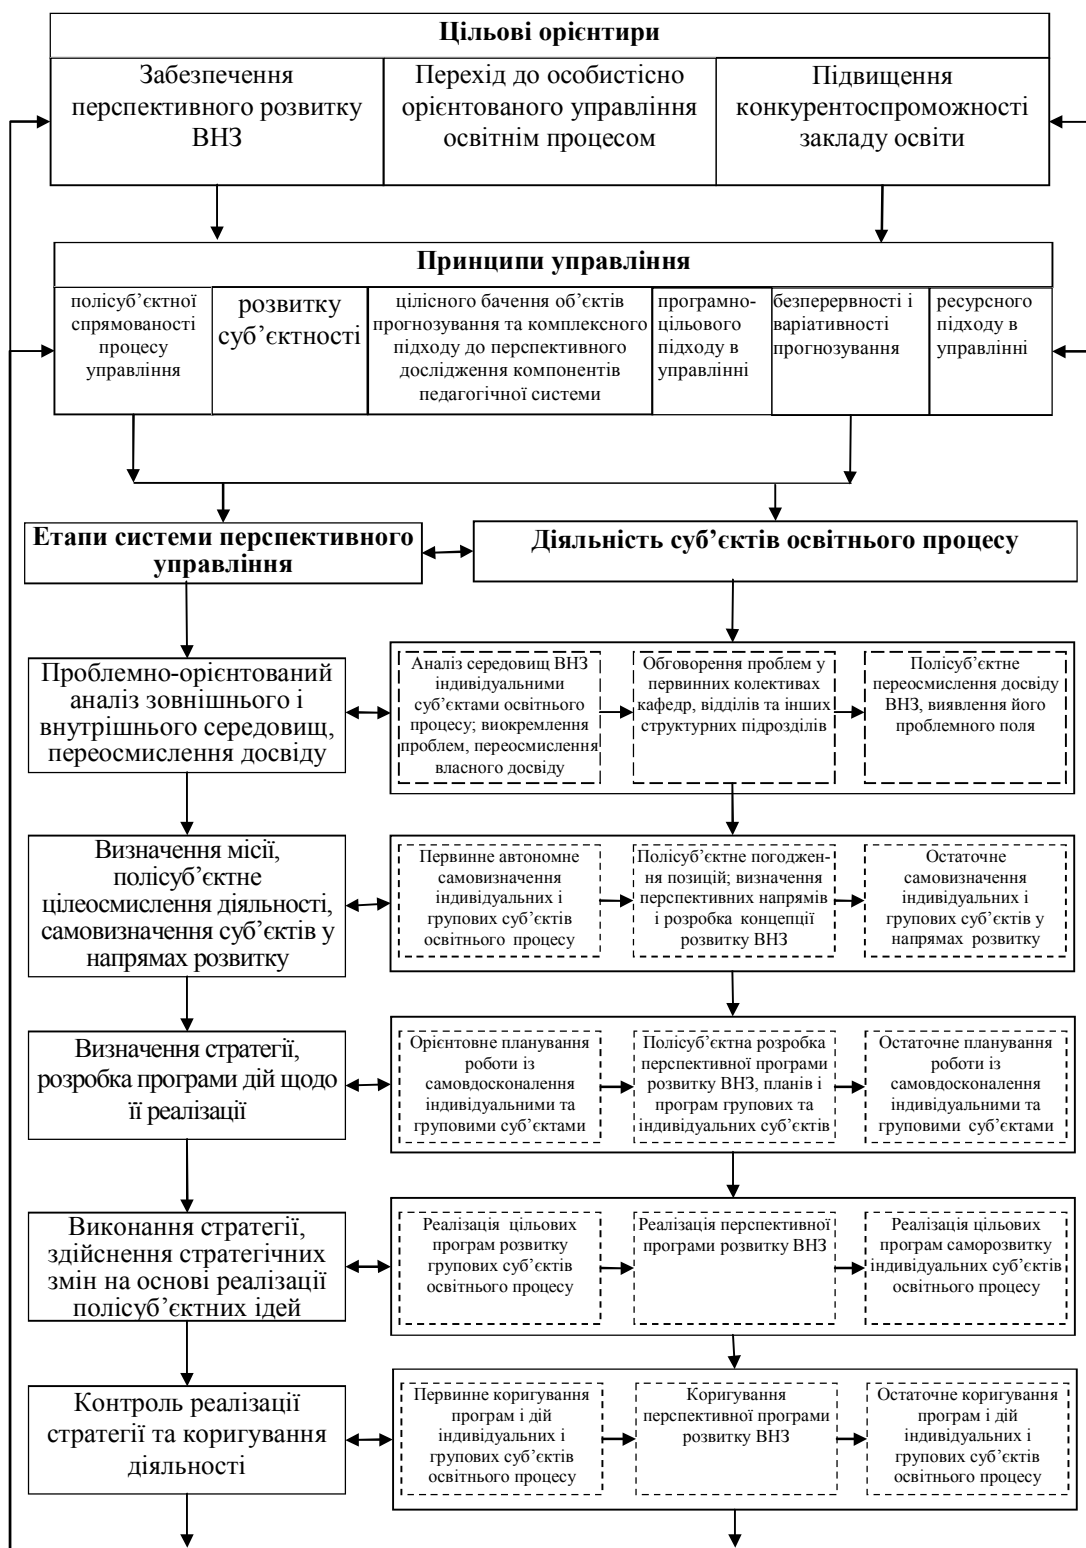 Цільові орієнтири
Забезпечення
перспективного розвитку
ВНЗ
Перехід до особистісно
орієнтованого управління
освітнім процесом
Підвищення
конкурентоспроможності
закладу освіти
Принципи управління
полісуб’єктної
спрямованості
процесу
управління
розвитку
суб’єктності
цілісного бачення об’єктів
прогнозування та комплексного
підходу до перспективного
дослідження компонентів
педагогічної системи
програмно-
цільового
підходу в
управлінні
безперервності і
варіативності
прогнозування
ресурсного
підходу в
управлінні
Етапи системи перспективного
управління
Діяльність суб’єктів освітнього процесу
Проблемно-орієнтований
аналіз зовнішнього і
внутрішнього середовищ,
переосмислення досвіду
Аналіз середовищ ВНЗ
індивідуальними
суб’єктами освітнього
процесу; виокремлення
проблем, переосмислення
власного досвіду
Обговорення проблем у
первинних колективах
кафедр, відділів та інших
структурних підрозділів
Полісуб’єктне
переосмислення досвіду
ВНЗ, виявлення його
проблемного поля
Визначення місії,
полісуб’єктне
цілеосмислення діяльності,
самовизначення суб’єктів у
напрямах розвитку
Первинне автономне
самовизначення
індивідуальних і
групових суб’єктів
освітнього процесу
Полісуб’єктне погоджен-
ня позицій; визначення
перспективних напрямів
і розробка концепції
розвитку ВНЗ
Остаточне
самовизначення
індивідуальних і
групових суб’єктів у
напрямах розвитку
Визначення стратегії,
розробка програми дій щодо
її реалізації
Орієнтовне планування
роботи із
самовдосконалення
індивідуальними та
груповими суб’єктами
Полісуб’єктна розробка
перспективної програми
розвитку ВНЗ, планів і
програм групових та
індивідуальних суб’єктів
Остаточне планування
роботи із
самовдосконалення
індивідуальними та
груповими суб’єктами
Виконання стратегії,
здійснення стратегічних
змін на основі реалізації
полісуб’єктних ідей
Реалізація цільових
програм розвитку
групових суб’єктів
освітнього процесу
Реалізація перспективної
програми розвитку ВНЗ
Реалізація цільових
програм саморозвитку
індивідуальних суб’єктів
освітнього процесу
Контроль реалізації
стратегії та коригування
діяльності
Первинне коригування
програм і дій
індивідуальних і
групових суб’єктів
освітнього процесу
Коригування
перспективної програми
розвитку ВНЗ
Остаточне коригування
програм і дій
індивідуальних і
групових суб’єктів
освітнього процесу